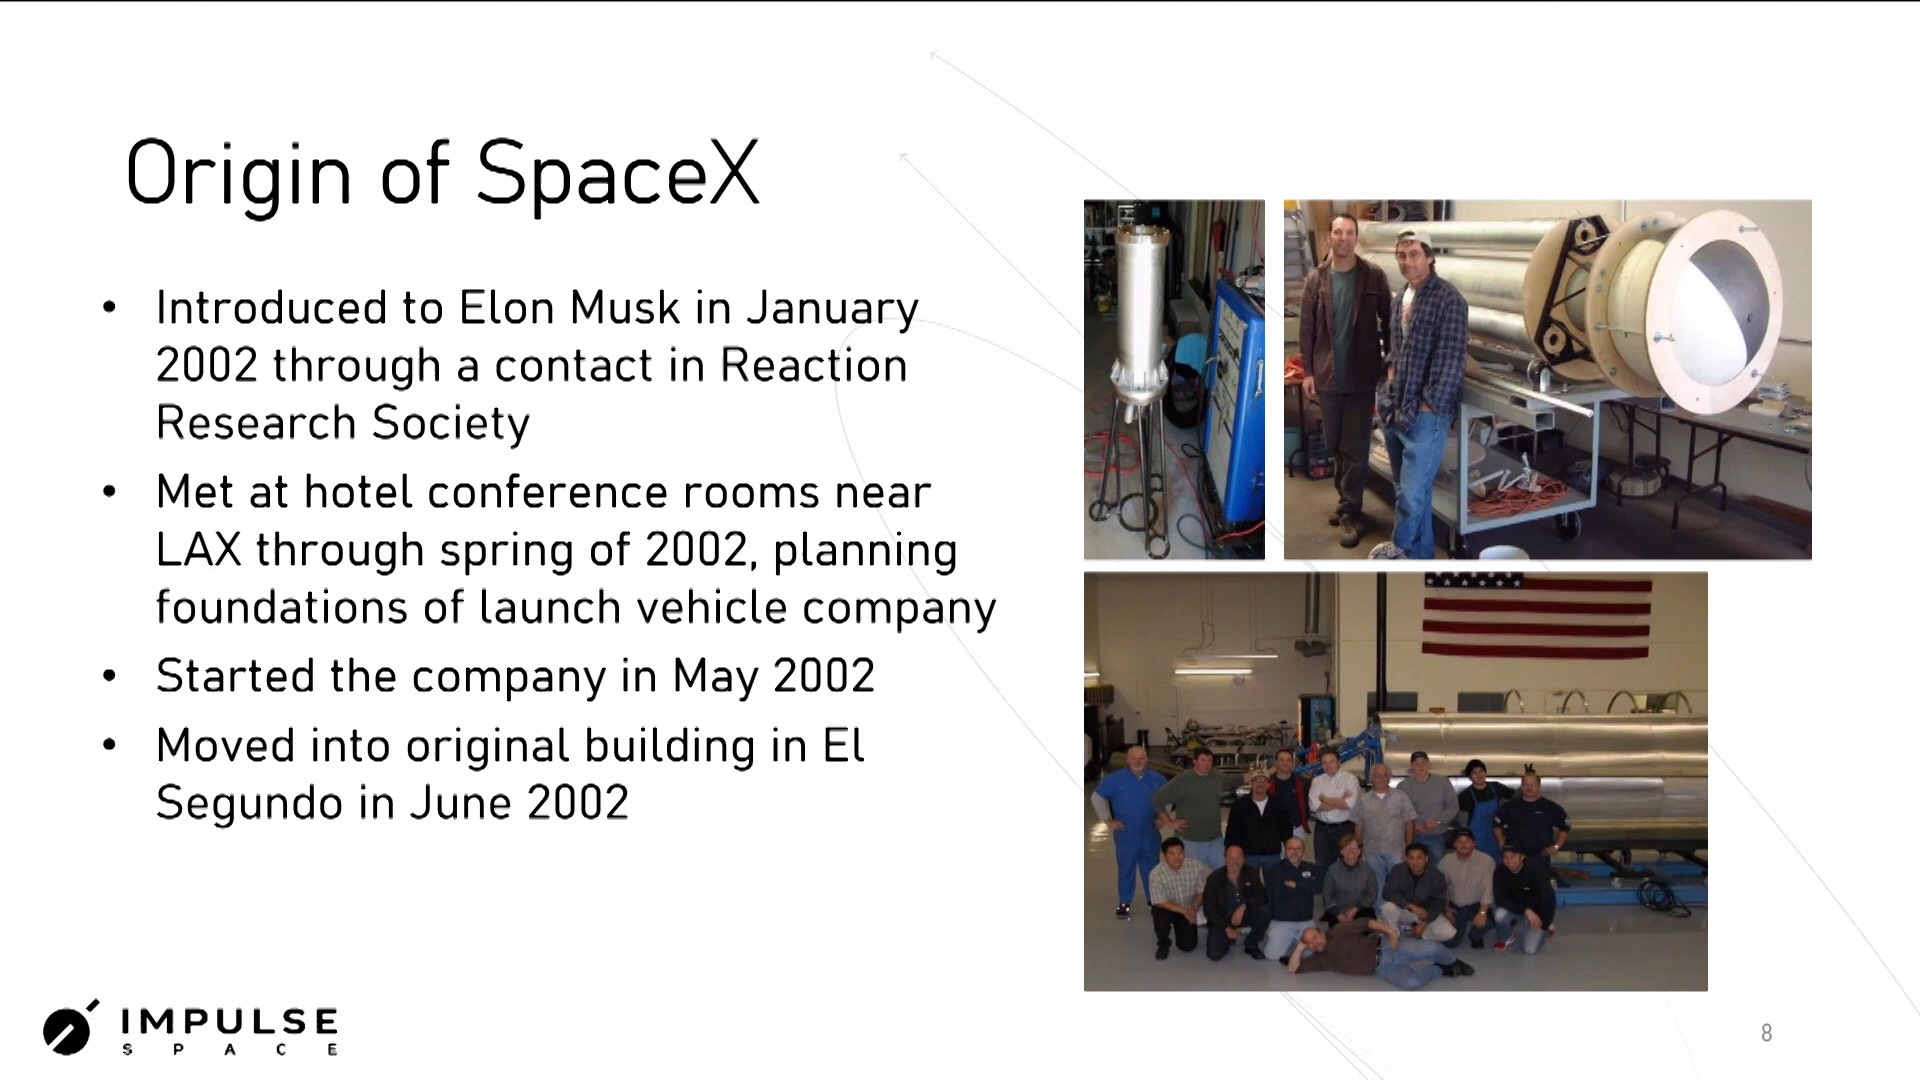 Origin of SpaceX
• Introduced to Elon Musk in January
2002 through a contact in Reaction
Research Society
• Met at hotel conference rooms near
LAX through spring of 2002, planning
foundations of launch vehicle company
• Started the company in May 2002
• Moved into original building in El
Segundo in June 2002
IMPULSE
SPACE
8